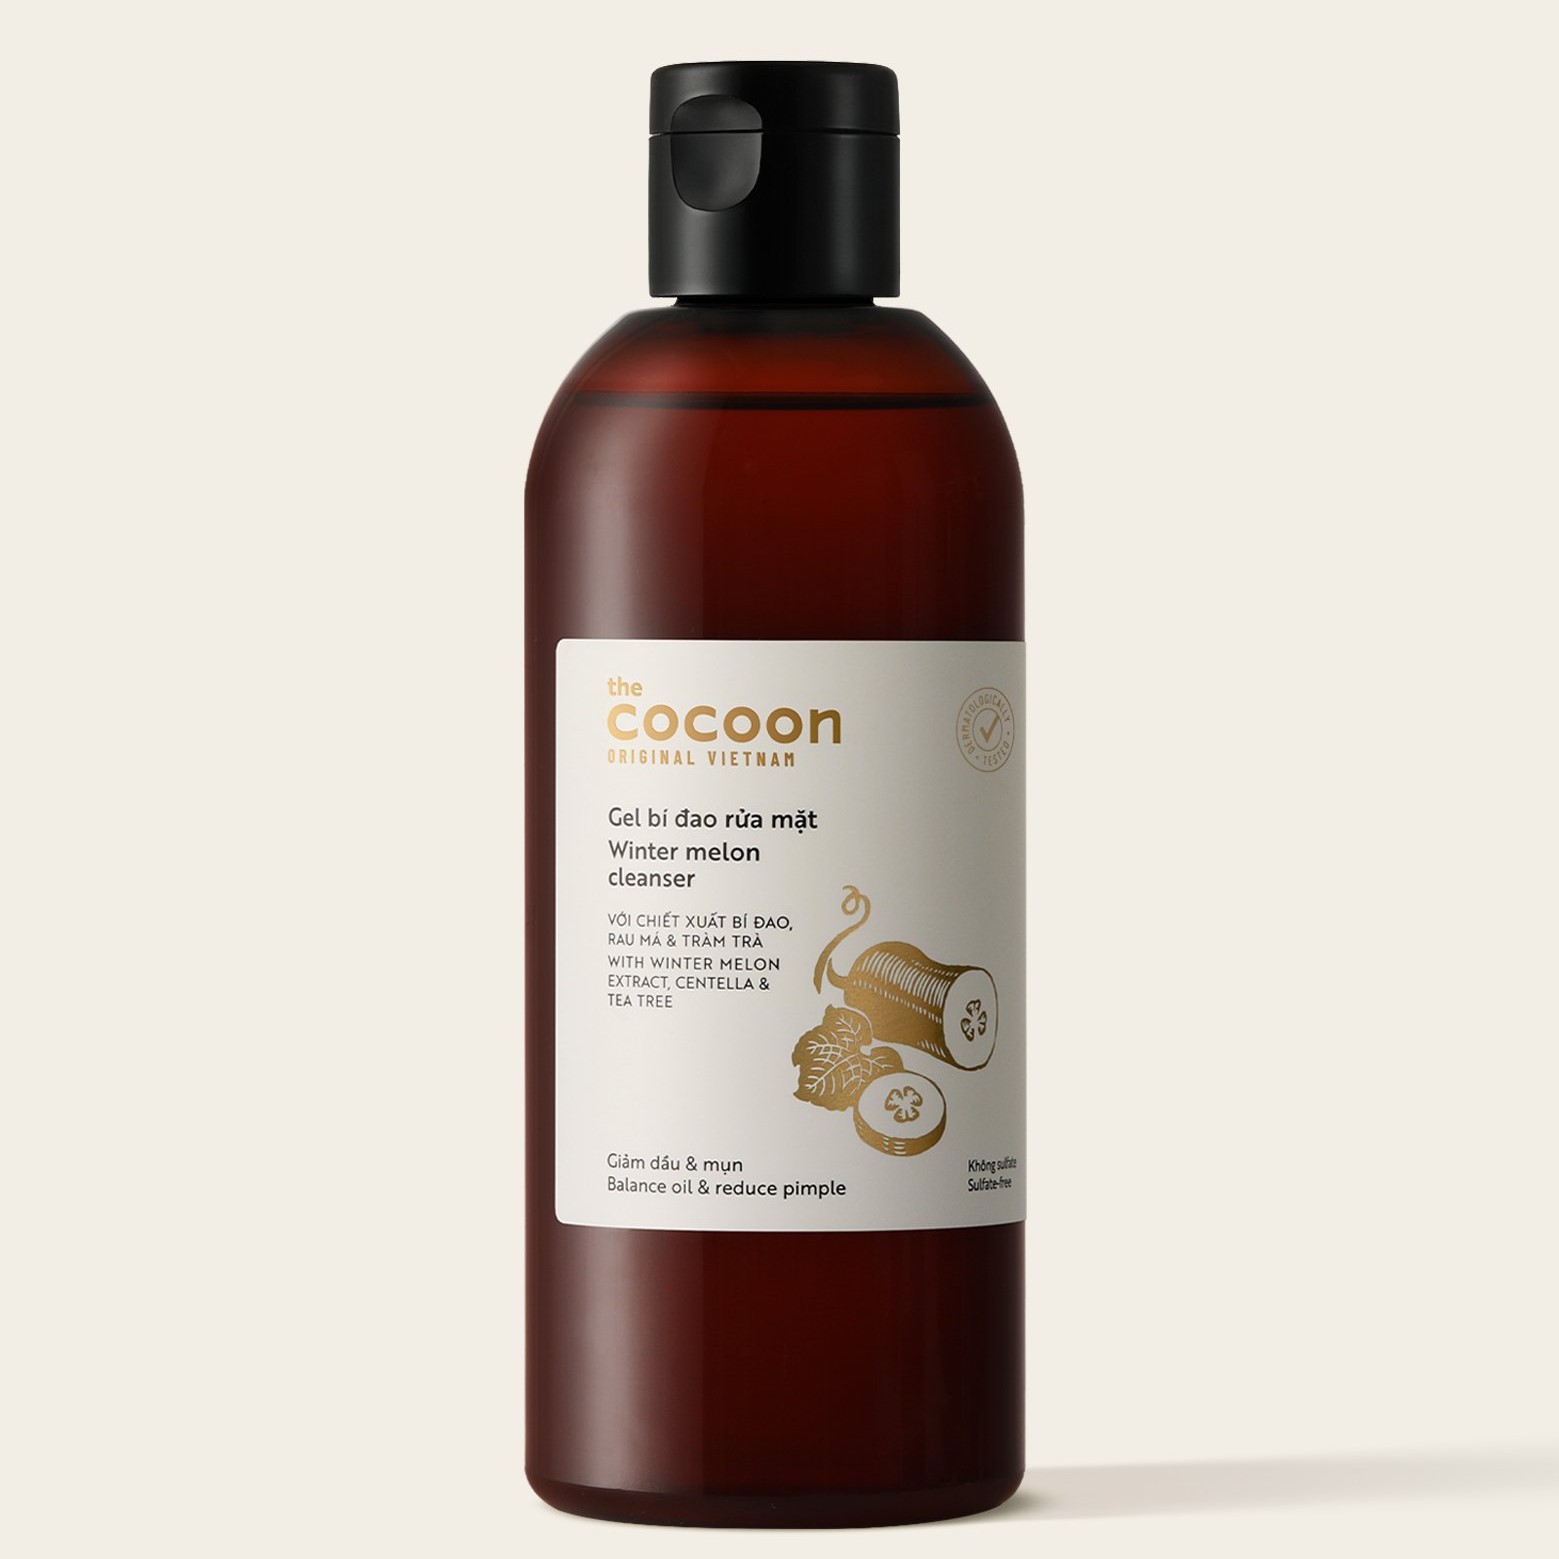 the
cocoon
ORIGINAL VIETNAM
DERMATOLOGICALLY
TESTED
Gel bí đao rửa mặt
Winter melon
cleanser
VỚI CHIẾT XUẤT BÍ ĐAO,
RAU MÁ & TRÀM TRÀ
WITH WINTER MELON
EXTRACT, CENTELLA &
TEA TREE
Giảm dầu & mụn
Balance oil & reduce pimple
Không sulfate
Sulfate-free